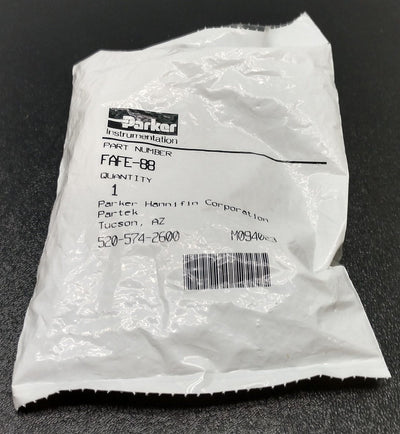 Parker
Instrumentation
PART NUMBER
FAFE-88
QUANTITY
1
Parker Hannifin Corporation
Partek
Tucson, AZ
520-574-2600